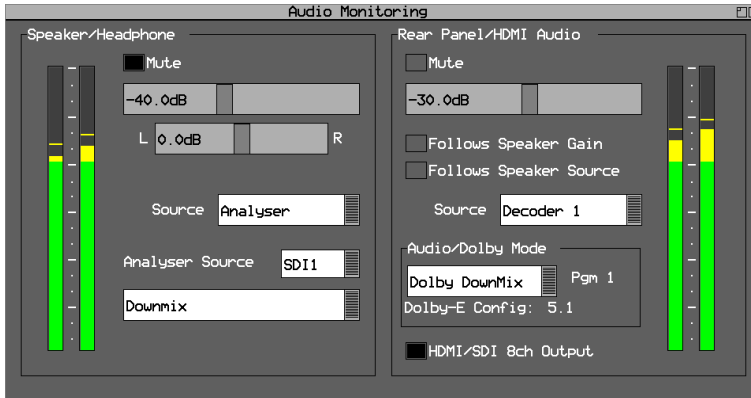 Audio Monitoring
Speaker/Headphone
Mute
-40.0dB
L 0.0dB R
Source Analyser
Analyser Source SDI1
Downmix
Rear Panel/HDMI Audio
Mute
-30.0dB
Follows Speaker Gain
Follows Speaker Source
Source Decoder 1
Audio/Dolby Mode
Dolby DownMix Pgm 1
Dolby-E Config: 5.1
HDMI/SDI 8ch Output